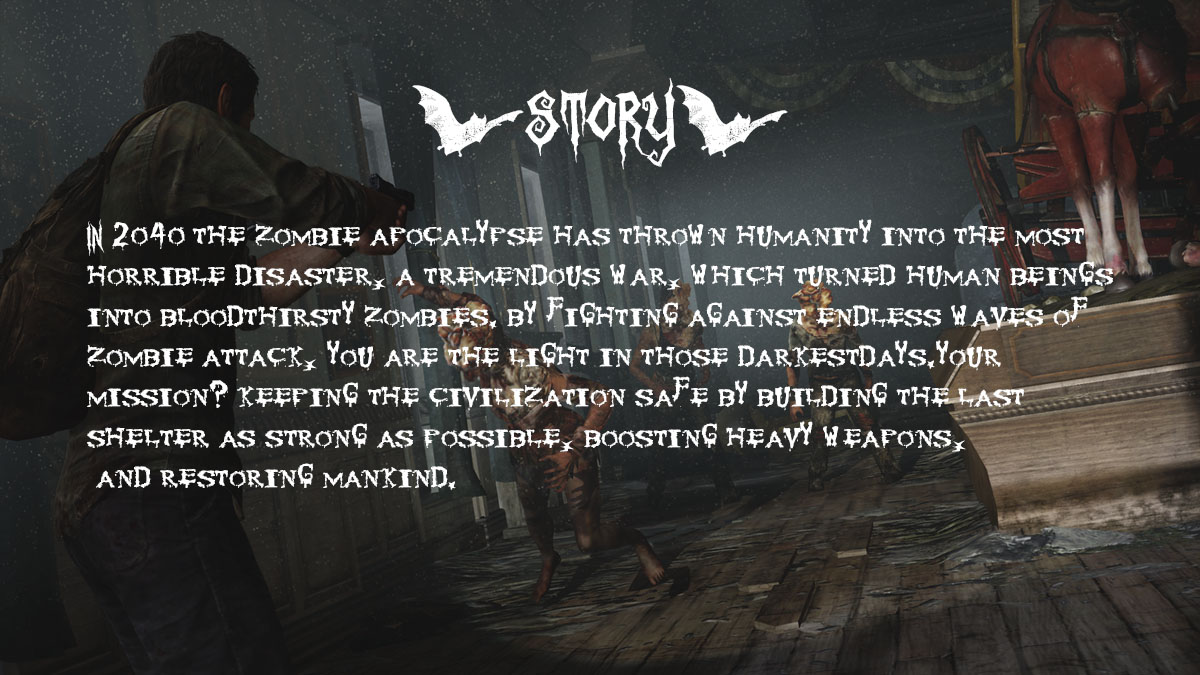 STORY
IN 2040 THE ZOMBIE APOCALYPSE HAS THROWN HUMANITY INTO THE MOST
HORRIBLE DISASTER, A TREMENDOUS WAR, WHICH TURNED HUMAN BEINGS
INTO BLOODTHIRSTY ZOMBIES. BY FIGHTING AGAINST ENDLESS WAVES OF
ZOMBIE ATTACK, YOU ARE THE LIGHT IN THOSE DARKESTDAYS.YOUR
MISSION? KEEPING THE CIVILIZATION SAFE BY BUILDING THE LAST
SHELTER AS STRONG AS POSSIBLE, BOOSTING HEAVY WEAPONS,
AND RESTORING MANKIND.